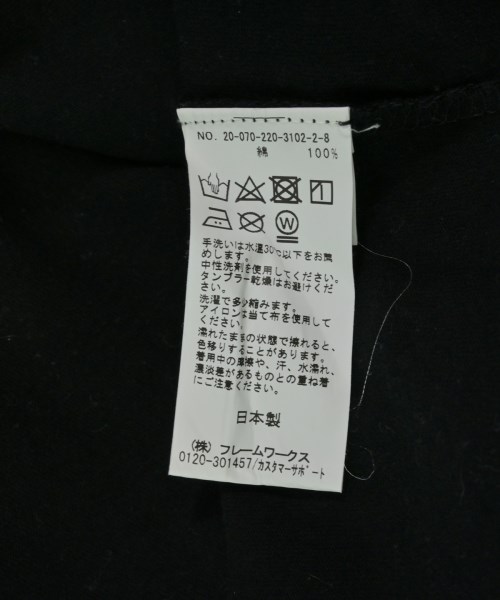 NO. 20-070-220-3102-2-8
綿 100%
W
手洗いは水温30℃以下をお薦
めします。
中性洗剤を使用してください。
タンブラー乾燥はお避けくだ
さい。
洗濯で多少縮みます。
アイロンは当て布を使用して
ください。
濡れたままの状態で擦れると、
色移りすることがあります。
着用中の摩擦や、汗、水濡れ、
濃淡差があるものとの重ね着
にご注意ください。
日本製
(株) フレームワークス
0120-301457/カスタマーサポート